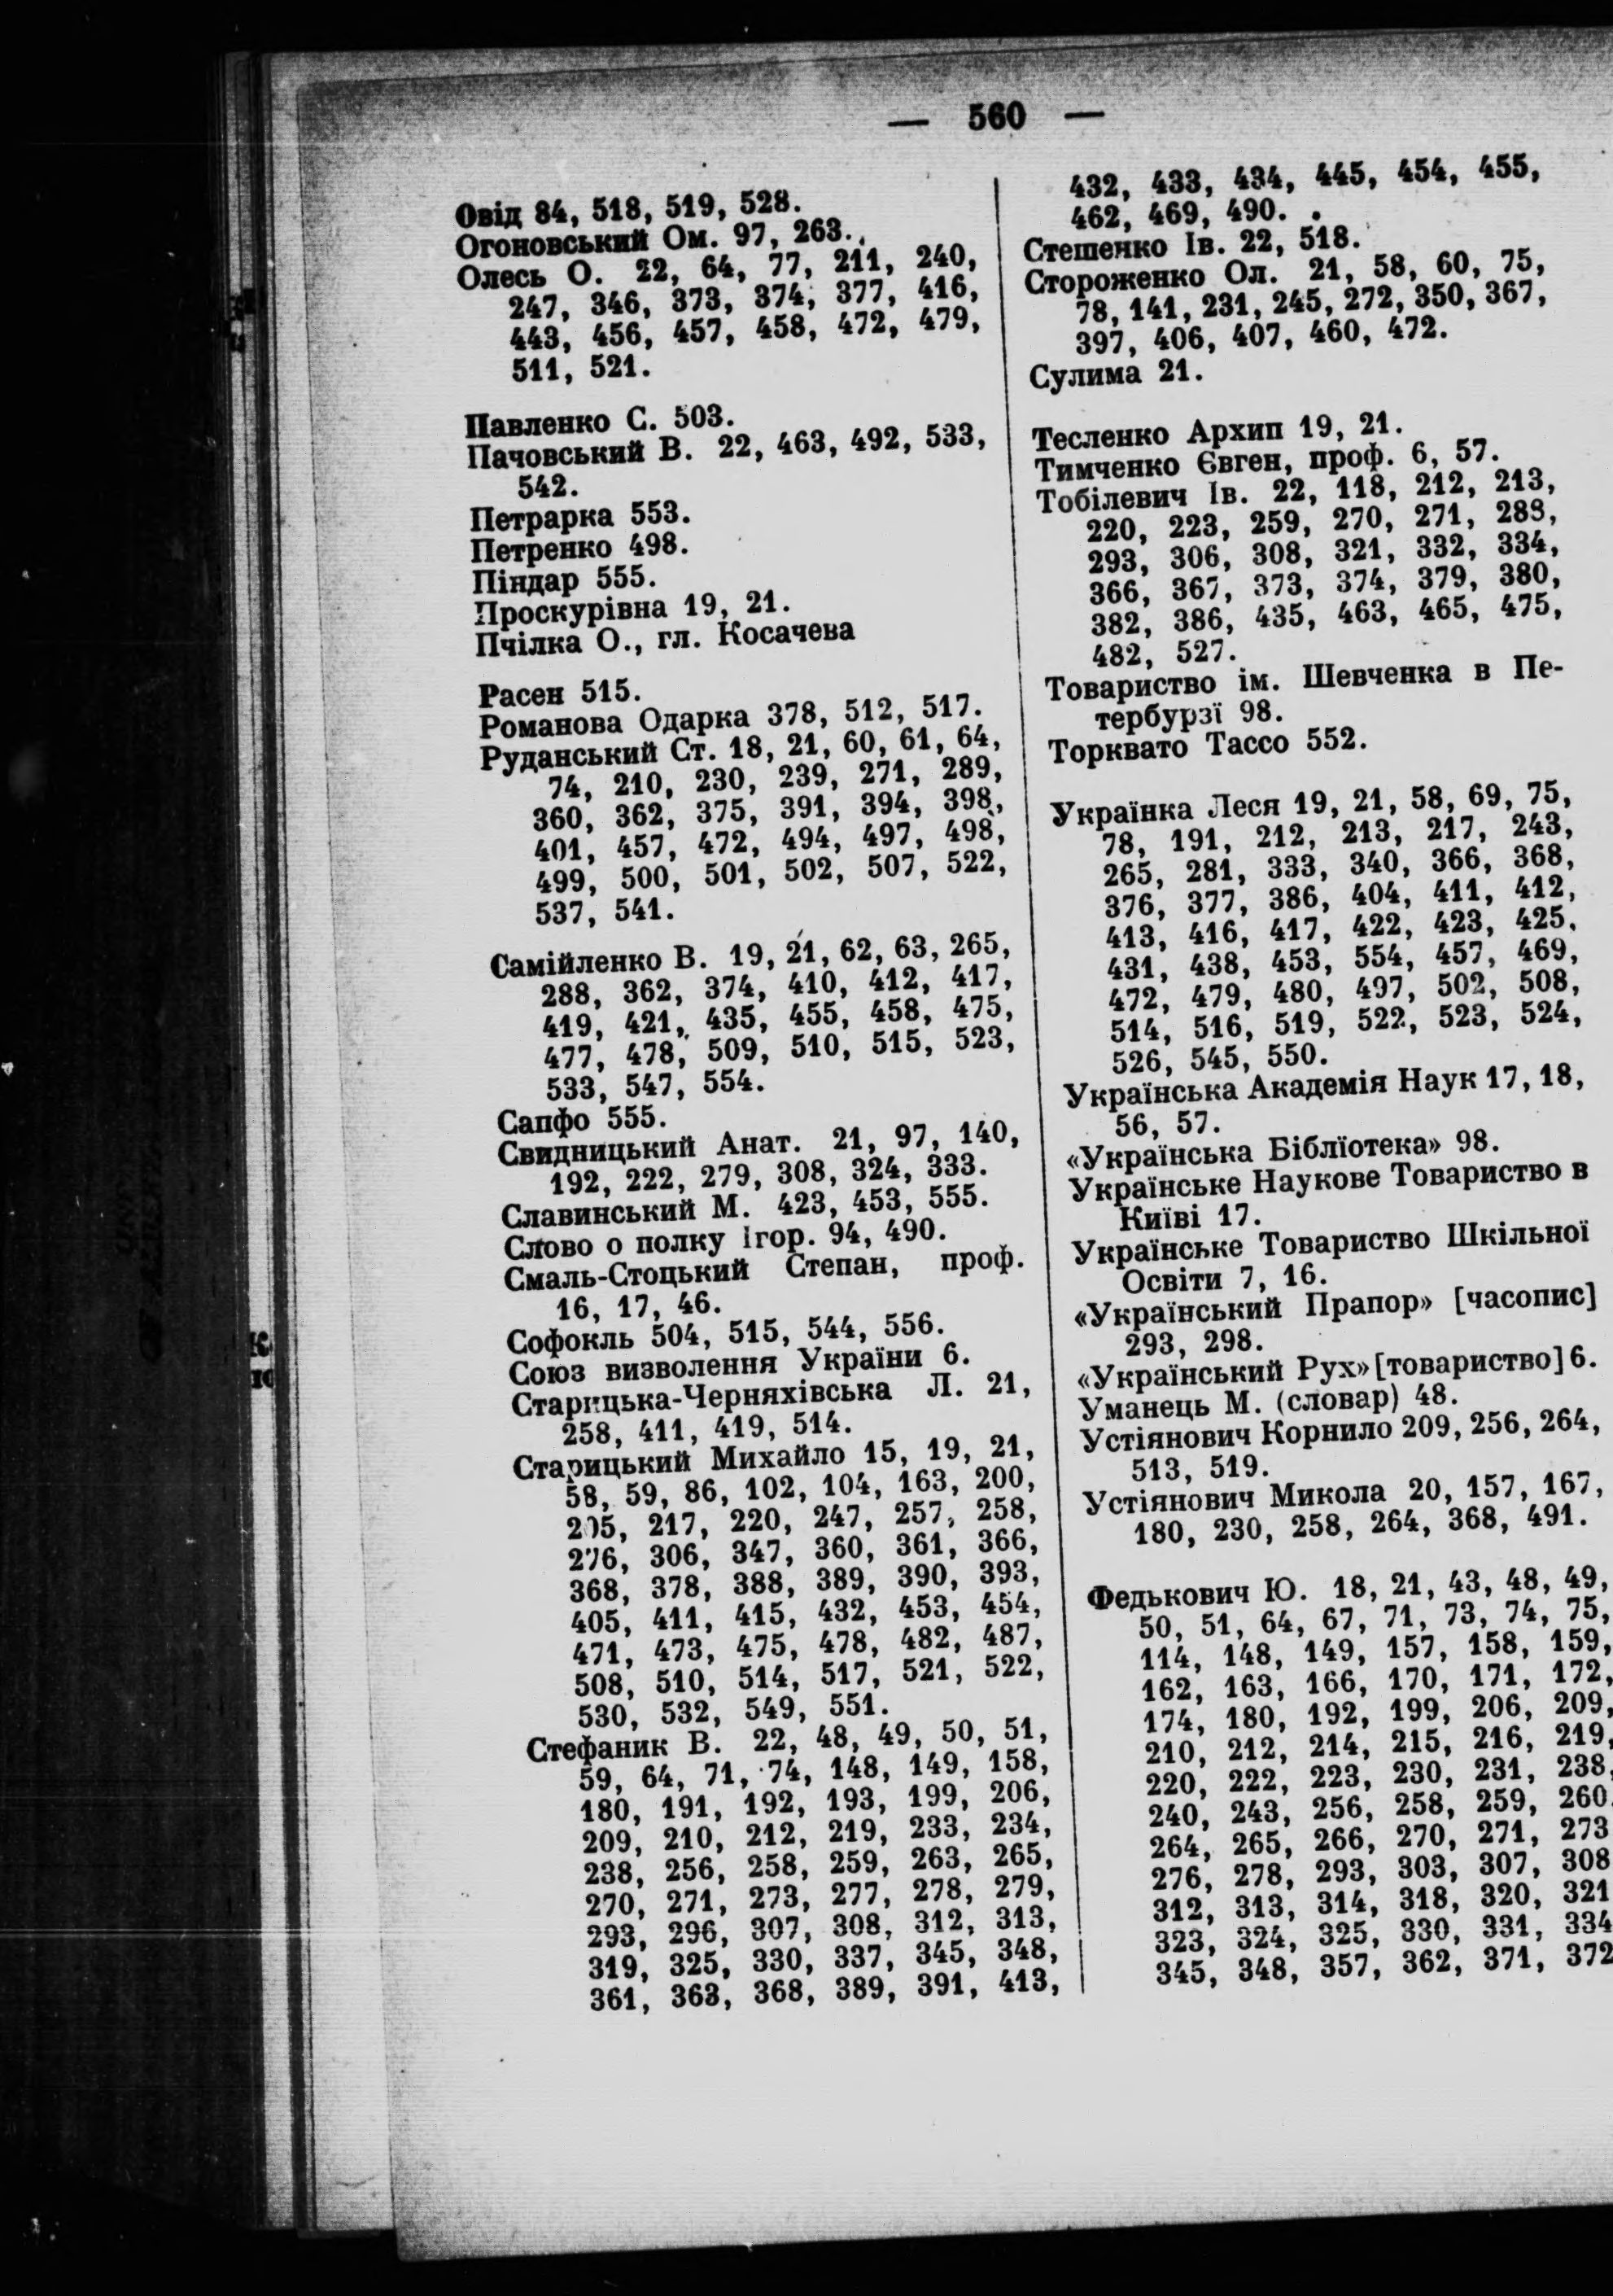 — 560 —
Овід 84, 518, 519, 528.
Огоновський Ом. 97, 263.
Олесь О. 22, 64, 77, 211, 240,
247, 346, 373, 374, 377, 416,
443, 456, 457, 458, 472, 479,
511, 521.
Павленко С. 503.
Пачовський В. 22, 463, 492, 533,
542.
Петрарка 553.
Петренко 498.
Піндар 555.
Проскурівна 19, 21.
Пчілка О., гл. Косачева
Расен 515.
Романова Одарка 378, 512, 517.
Руданський Ст. 18, 21, 60, 61, 64,
74, 210, 230, 239, 271, 289,
360, 362, 375, 391, 394, 398,
401, 457, 472, 494, 497, 498,
499, 500, 501, 502, 507, 522,
537, 541.
Самійленко В. 19, 21, 62, 63, 265,
288, 362, 374, 410, 412, 417,
419, 421, 435, 455, 458, 475,
477, 478, 509, 510, 515, 523,
533, 547, 554.
Сапфо 555.
Свидницький Анат. 21, 97, 140,
192, 222, 279, 308, 324, 333.
Славинський М. 423, 453, 555.
Слово о полку Ігор. 94, 490.
Смаль-Стоцький Степан, проф.
16, 17, 46.
Софокль 504, 515, 544, 556.
Союз визволення України 6.
Старицька-Черняхівська Л. 21,
258, 411, 419, 514.
Старицький Михайло 15, 19, 21,
58, 59, 86, 102, 104, 163, 200,
205, 217, 220, 247, 257, 258,
276, 306, 347, 360, 361, 366,
368, 378, 388, 389, 390, 393,
405, 411, 415, 432, 453, 454,
471, 473, 475, 478, 482, 487,
508, 510, 514, 517, 521, 522,
530, 532, 549, 551.
Стефаник В. 22, 48, 49, 50, 51,
59, 64, 71, 74, 148, 149, 158,
180, 191, 192, 193, 199, 206,
209, 210, 212, 219, 233, 234,
238, 256, 258, 259, 263, 265,
270, 271, 273, 277, 278, 279,
293, 296, 307, 308, 312, 313,
319, 325, 330, 337, 345, 348,
361, 363, 368, 389, 391, 413,
432, 433, 434, 445, 454, 455,
462, 469, 490.
Стешенко Ів. 22, 518.
Стороженко Ол. 21, 58, 60, 75,
78, 141, 231, 245, 272, 350, 367,
397, 406, 407, 460, 472.
Сулима 21.
Тесленко Архип 19, 21.
Тимченко Євген, проф. 6, 57.
Тобілевич Ів. 22, 118, 212, 213,
220, 223, 259, 270, 271, 288,
293, 306, 308, 321, 332, 334,
366, 367, 373, 374, 379, 380,
382, 386, 435, 463, 465, 475,
482, 527.
Товариство ім. Шевченка в Пе-
тербурзї 98.
Торквато Тассо 552.
Українка Леся 19, 21, 58, 69, 75,
78, 191, 212, 213, 217, 243,
265, 281, 333, 340, 366, 368,
376, 377, 386, 404, 411, 412,
413, 416, 417, 422, 423, 425,
431, 438, 453, 554, 457, 469,
472, 479, 480, 497, 502, 508,
514, 516, 519, 522, 523, 524,
526, 545, 550.
Українська Академія Наук 17, 18,
56, 57.
«Українська Біблїотека» 98.
Українське Наукове Товариство в
Київі 17.
Українське Товариство Шкільної
Освіти 7, 16.
«Український Прапор» [часопис]
293, 298.
«Український Рух» [товариство] 6.
Уманець М. (словар) 48.
Устіянович Корнило 209, 256, 264,
513, 519.
Устіянович Микола 20, 157, 167,
180, 230, 258, 264, 368, 491.
Федькович Ю. 18, 21, 43, 48, 49,
50, 51, 64, 67, 71, 73, 74, 75,
114, 148, 149, 157, 158, 159,
162, 163, 166, 170, 171, 172,
174, 180, 192, 199, 206, 209,
210, 212, 214, 215, 216, 219,
220, 222, 223, 230, 231, 238,
240, 243, 256, 258, 259, 260,
264, 265, 266, 270, 271, 273
276, 278, 293, 303, 307, 308
312, 313, 314, 318, 320, 321
323, 324, 325, 330, 331, 334
345, 348, 357, 362, 371, 372